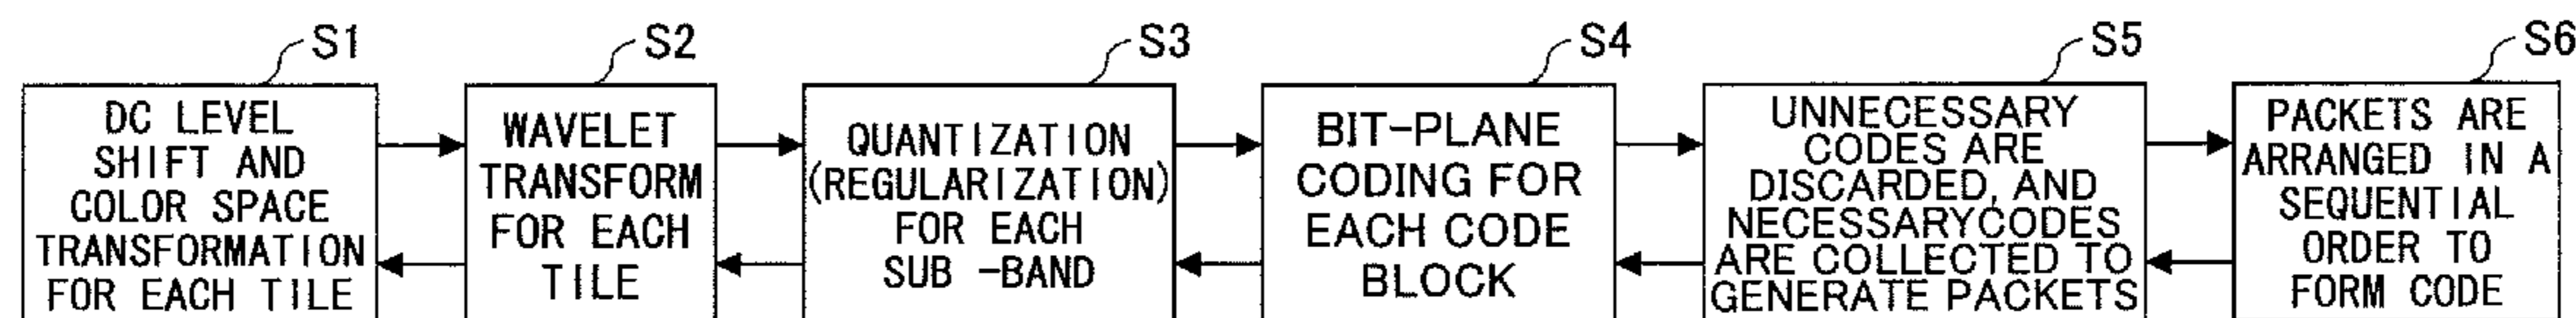 S1
S2
S3
S4
S5
S6
DC LEVEL
SHIFT AND
COLOR SPACE
TRANSFORMATION
FOR EACH TILE
WAVELET
TRANSFORM
FOR EACH
TILE
QUANTIZATION
(REGULARIZATION)
FOR EACH
SUB -BAND
BIT-PLANE
CODING FOR
EACH CODE
BLOCK
UNNECESSARY
CODES ARE
DISCARDED, AND
NECESSARYCODES
ARE COLLECTED TO
GENERATE PACKETS
PACKETS ARE
ARRANGED IN A
SEQUENTIAL
ORDER TO
FORM CODE